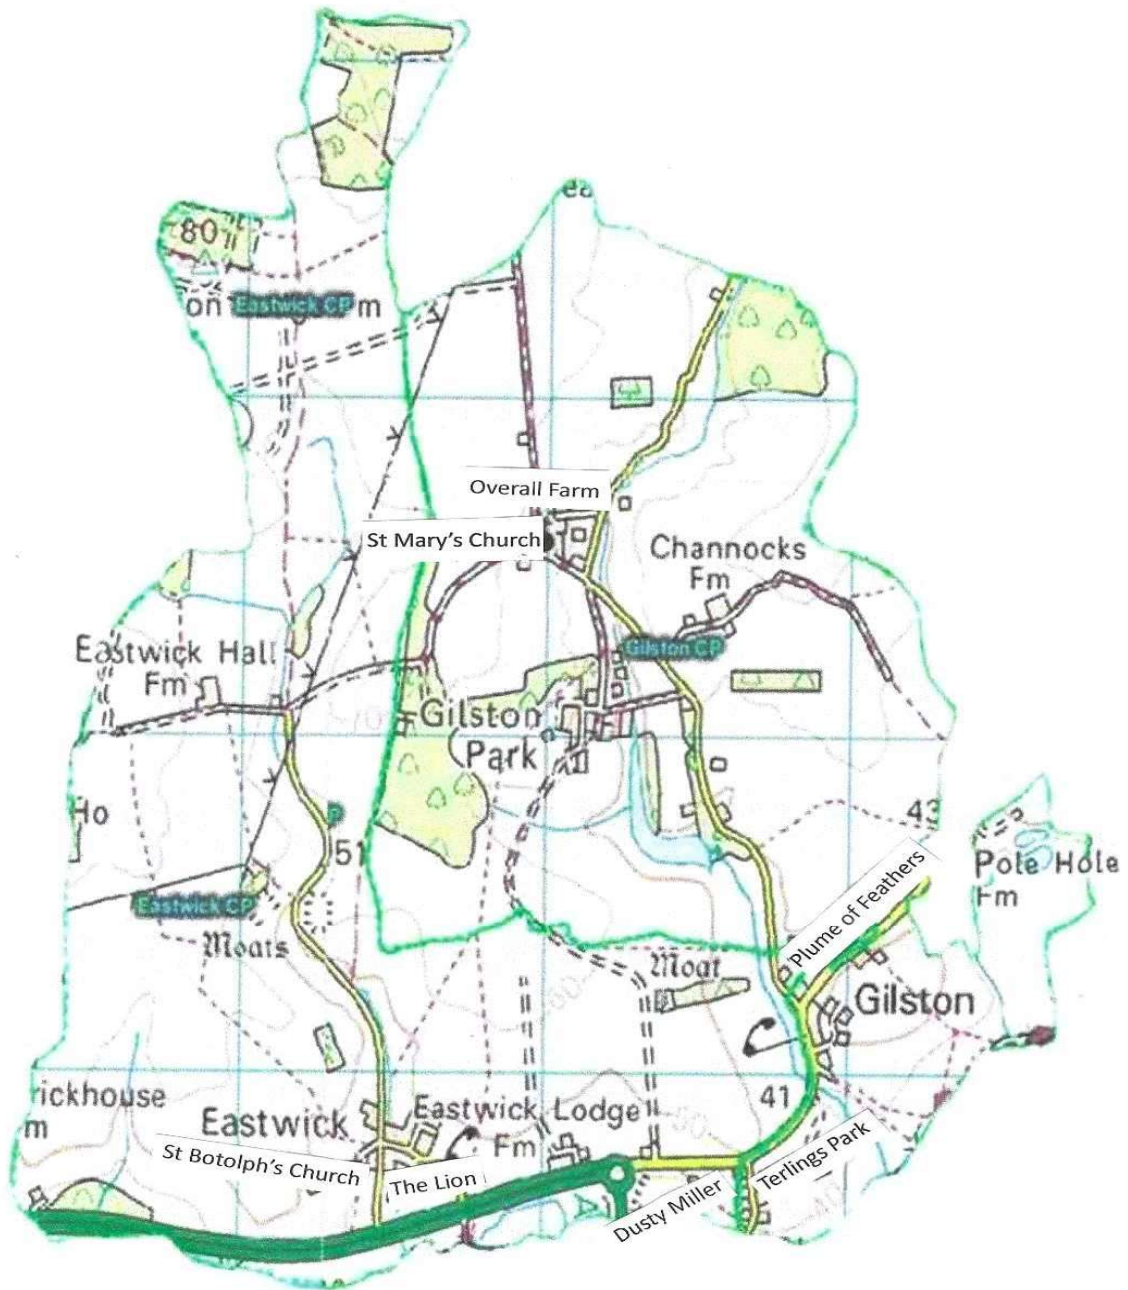 80
Eastwick CP
on
m
Overall Farm
St Mary's Church
Channocks
Fm
Eastwick Hall
Fm
Gilston CP
Gilston
Park
Ho
P
51
43
Pole Hole
Fm
Eastwick CP
Moats
Plume of Feathers
Moat
Gilston
50
41
rickhouse
m
Eastwick
Eastwick Lodge
Fm
50
St Botolph's Church
The Lion
Terlings Park
Dusty Miller